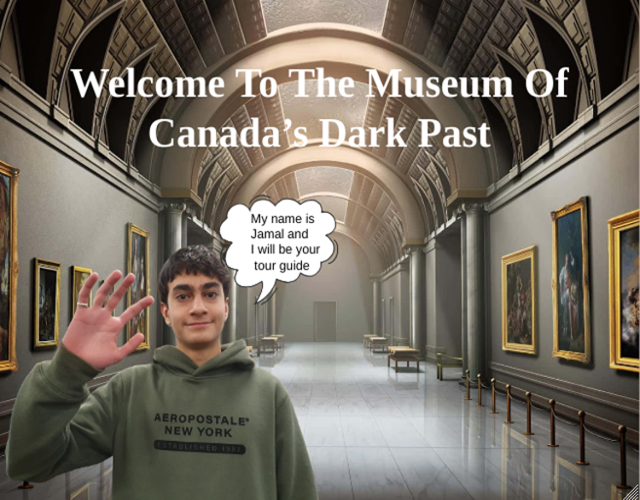 Welcome To The Museum Of
Canada's Dark Past
My name is
Jamal and
I will be your
tour guide
AEROPOSTALE
NEW YORK
ESTABLISHED 1987